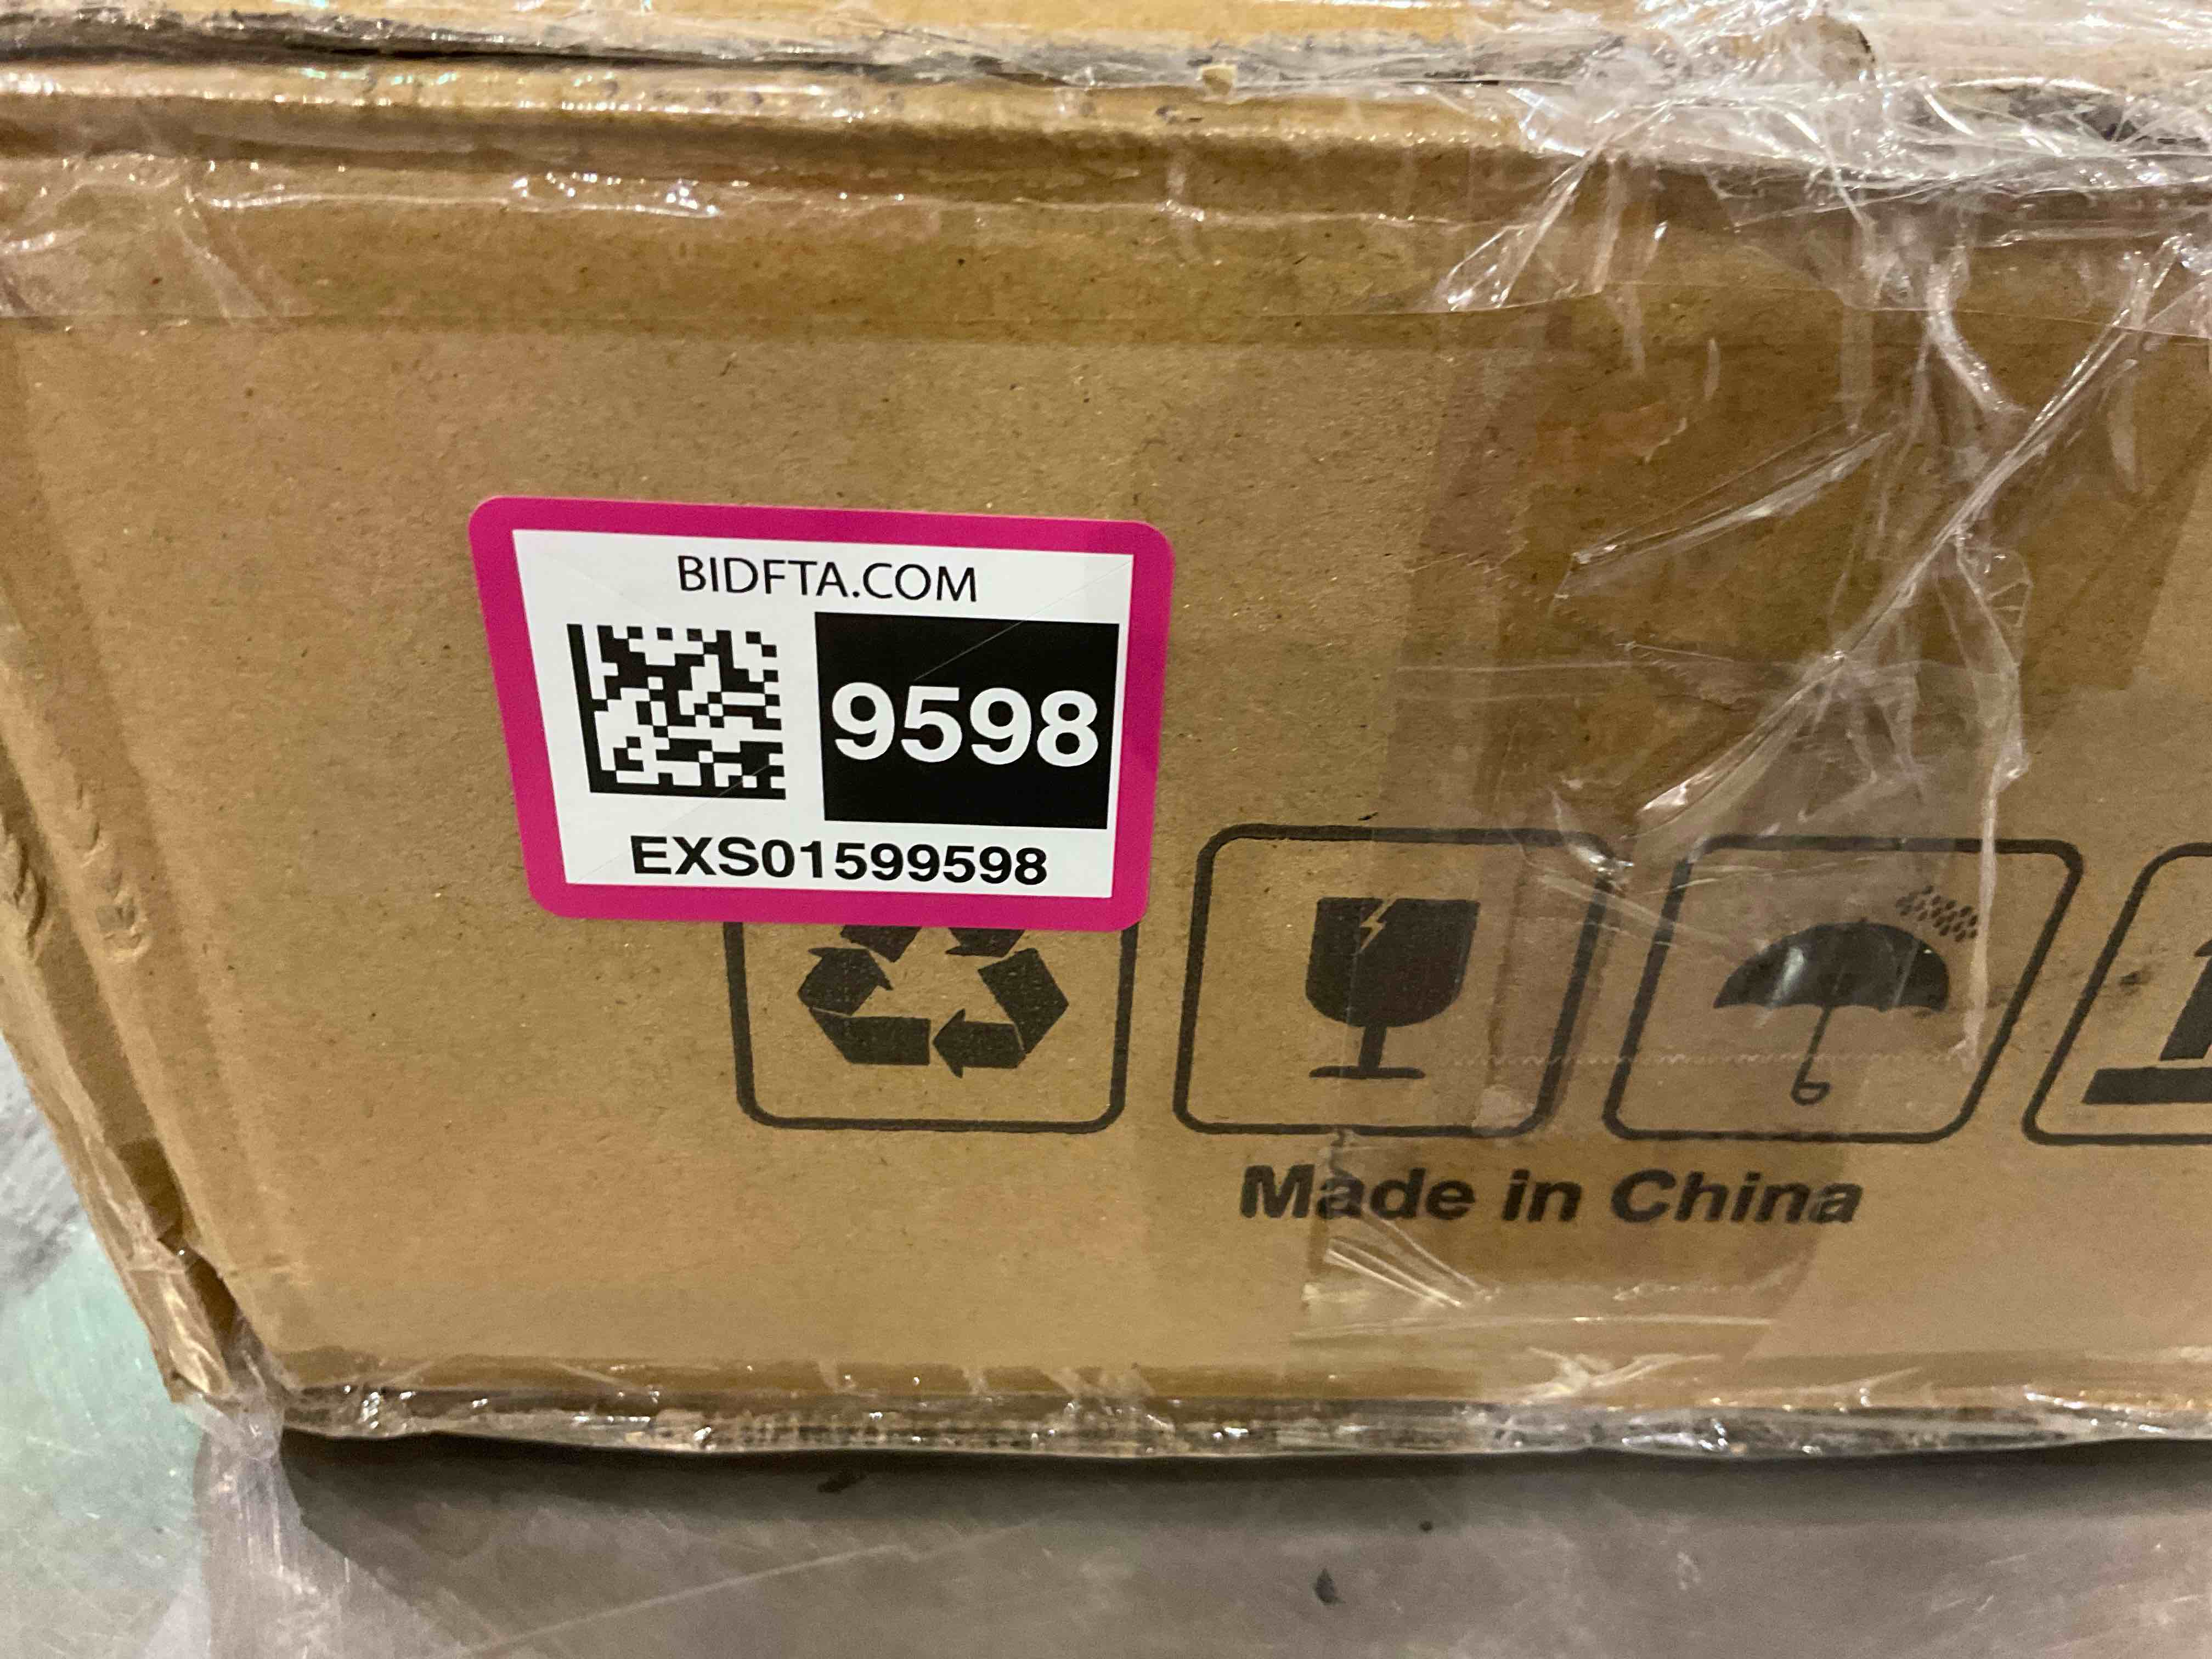 BIDFTA.COM
9598
EXS01599598
Made in China